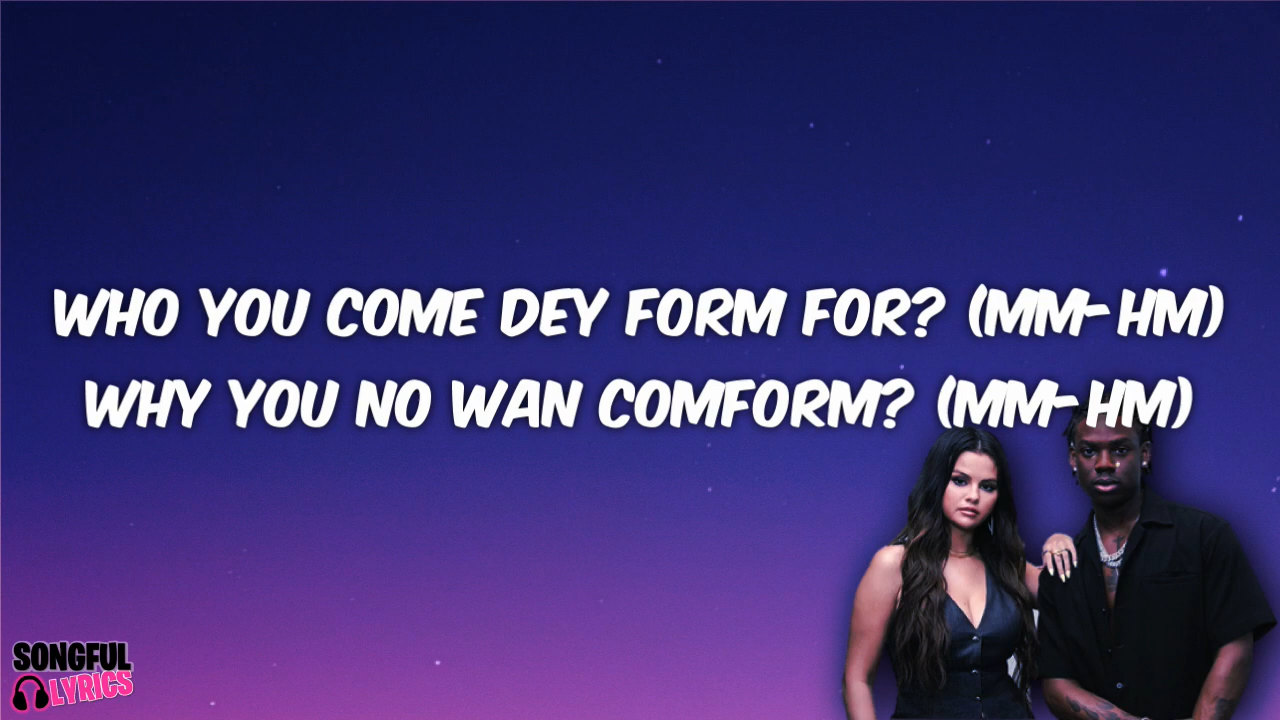 WHO YOU COME DEY FORM FOR? (MM-HM)
WHY YOU NO WAN COMFORM? (MM-HM)
SONGFUL
LYRICS